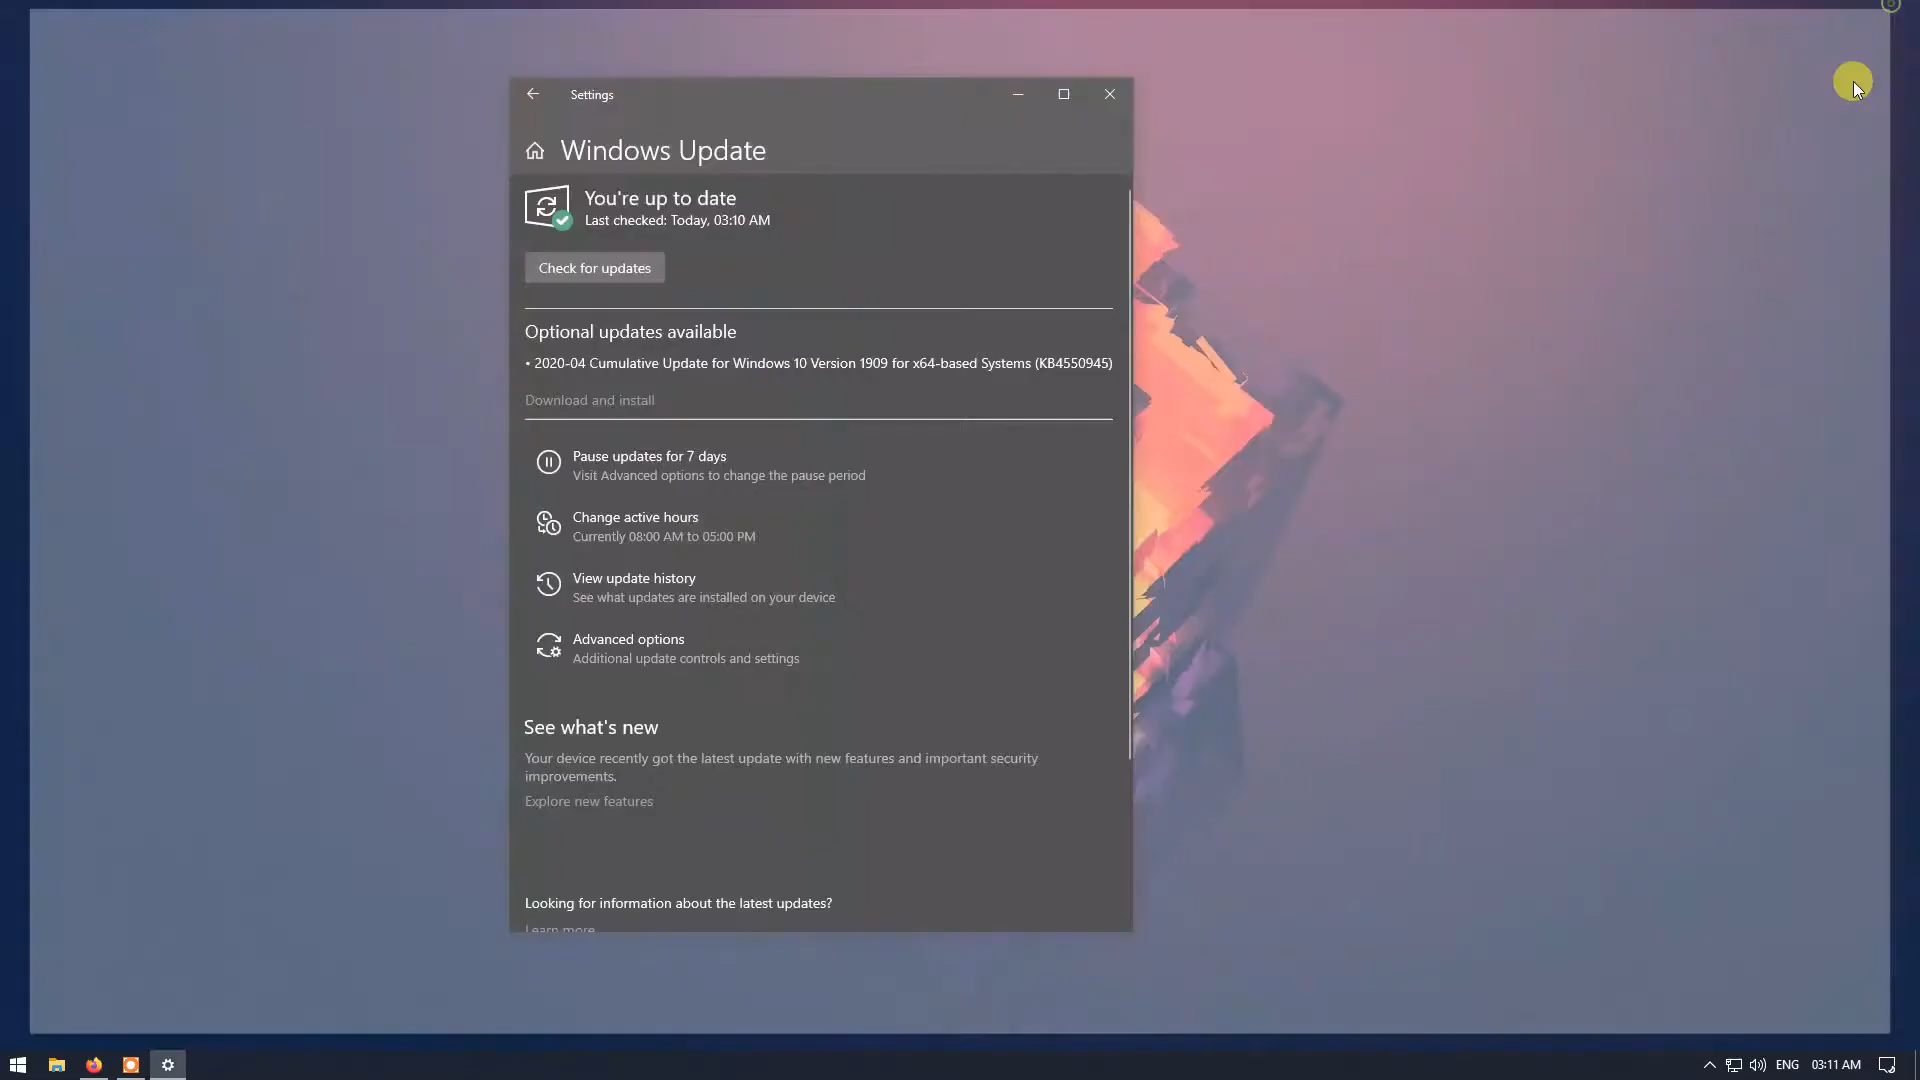 Settings
Windows Update
You're up to date
Last checked: Today, 03:10 AM
Check for updates
Optional updates available
• 2020-04 Cumulative Update for Windows 10 Version 1909 for x64-based Systems (KB4550945)
Download and install
Pause updates for 7 days
Visit Advanced options to change the pause period
Change active hours
Currently 08:00 AM to 05:00 PM
View update history
See what updates are installed on your device
Advanced options
Additional update controls and settings
See what's new
Your device recently got the latest update with new features and important security
improvements.
Explore new features
Looking for information about the latest updates?
Learn more
ENG 03:11 AM